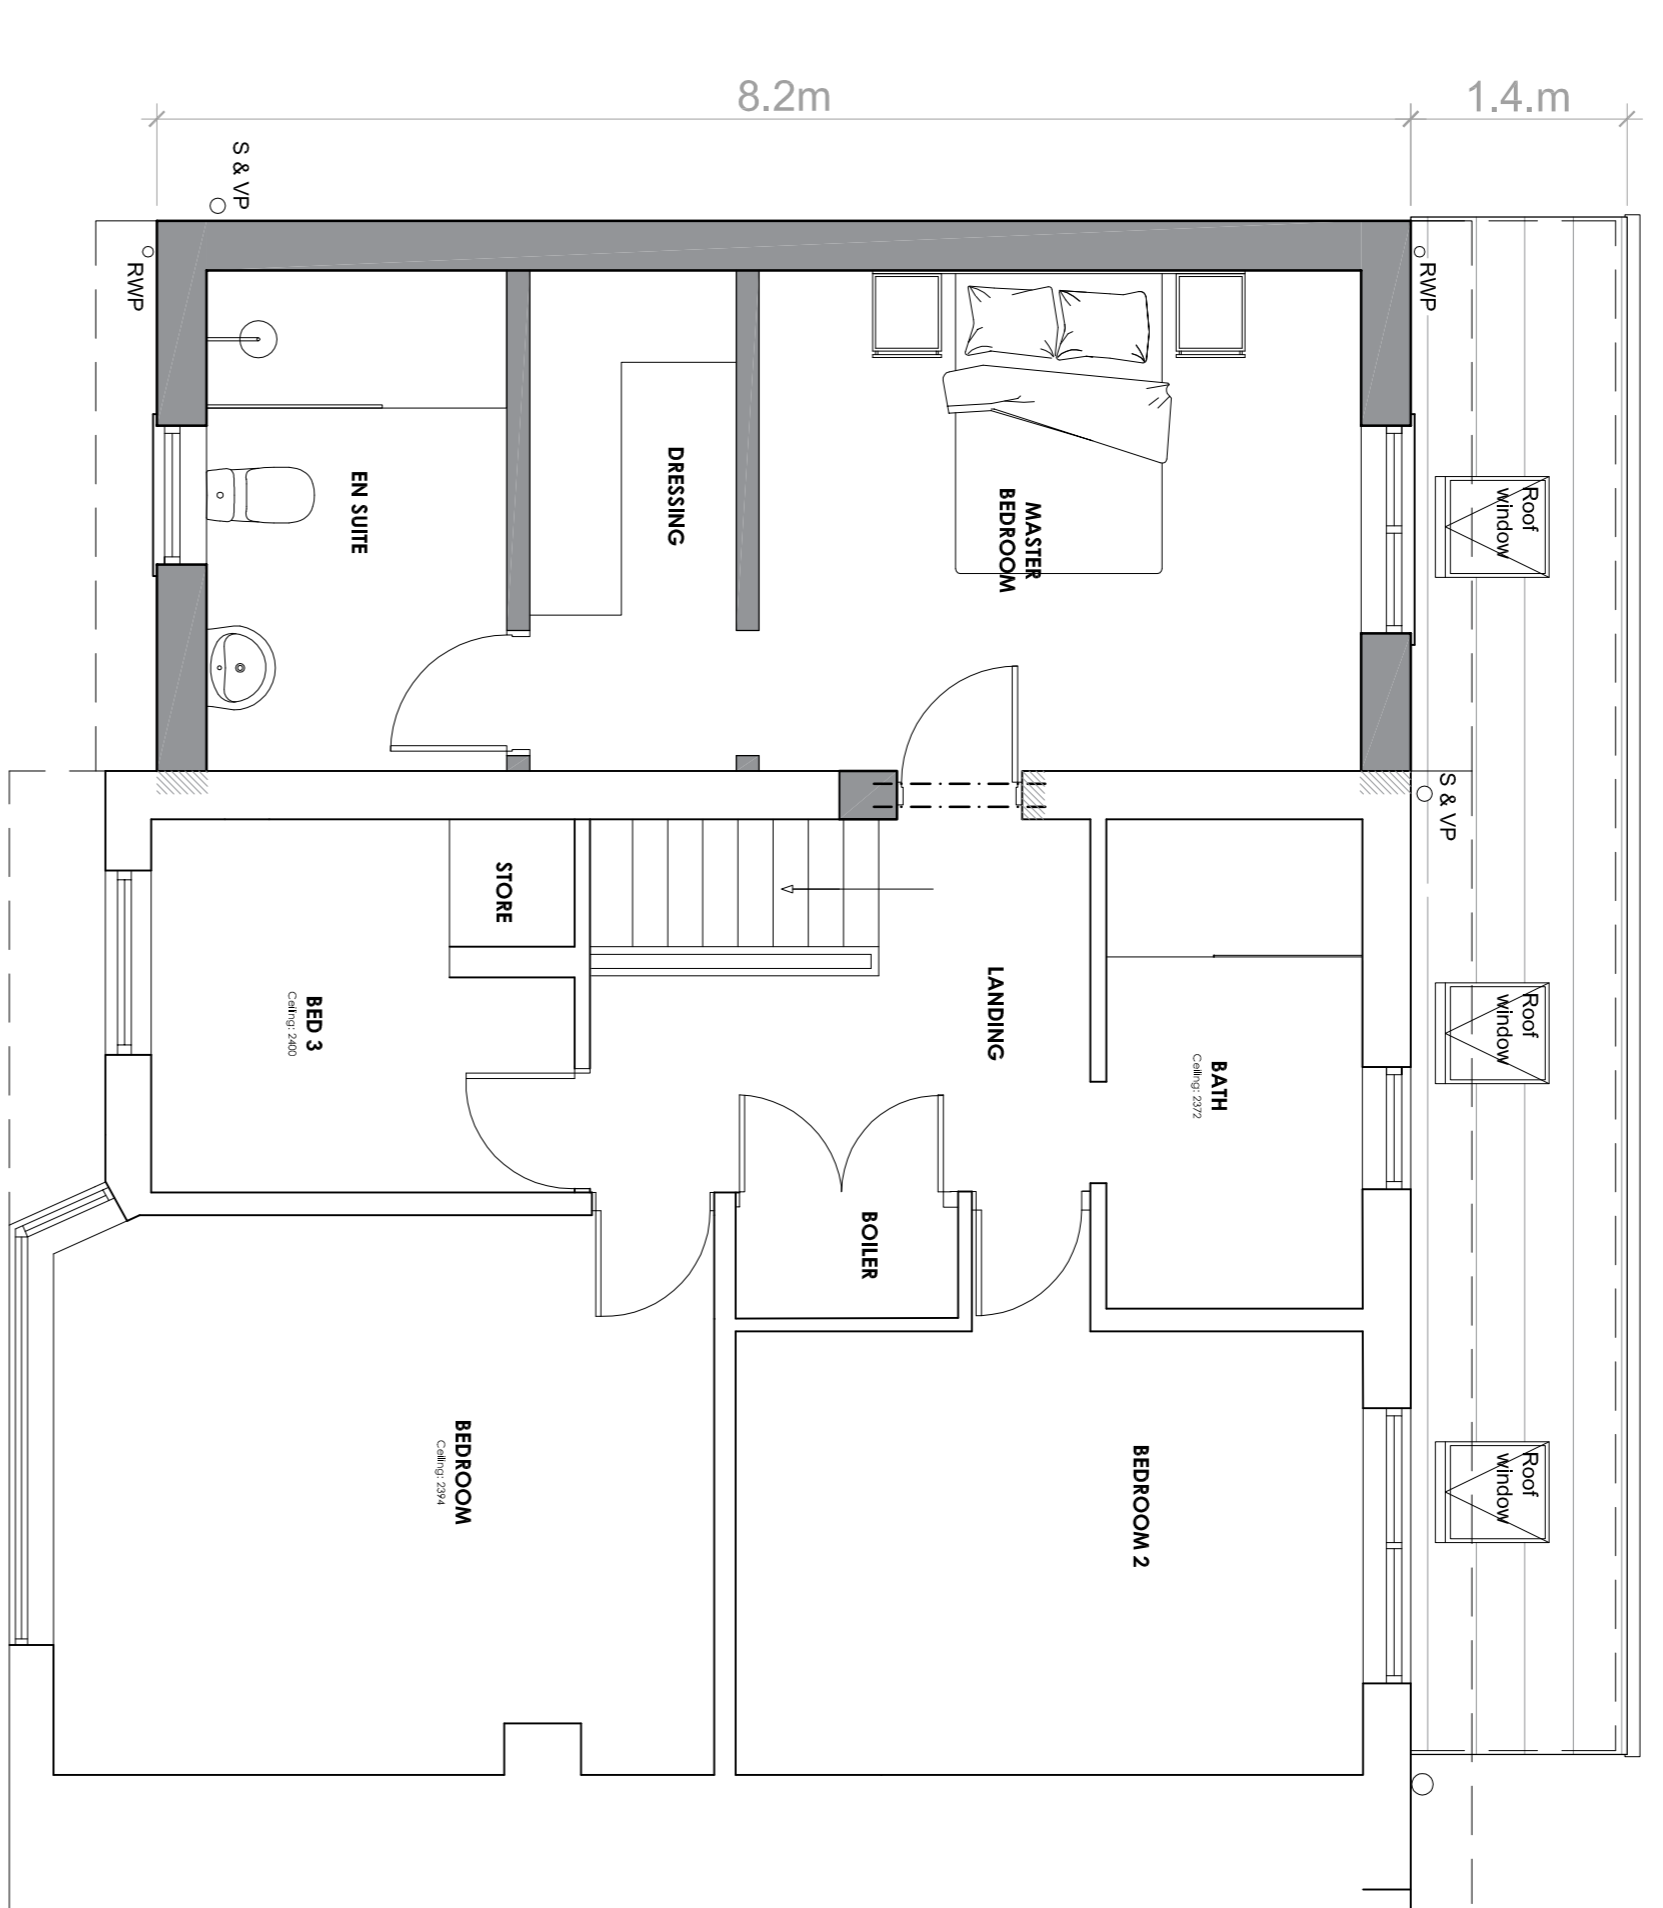 8.2m
1.4.m
S & VP
RWP
RWP
EN SUITE
DRESSING
MASTER
BEDROOM
Roof
window
S & VP
STORE
LANDING
BED 3
Ceiling: 2400
BATH
Ceiling: 2372
Roof
window
BOILER
BEDROOM
Ceiling: 2394
BEDROOM 2
Roof
window